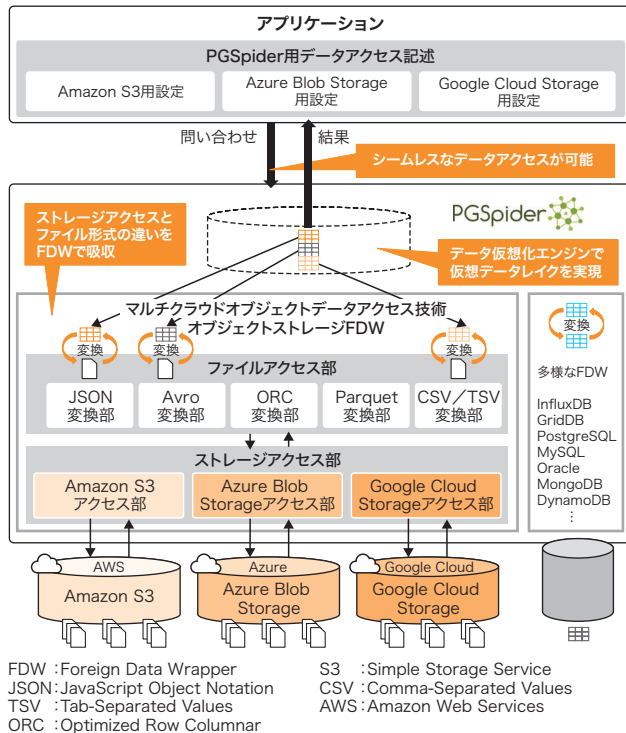 アプリケーション
PGSpider用データアクセス記述
Amazon S3用設定
Azure Blob Storage
用設定
Google Cloud Storage
用設定
問い合わせ
結果
シームレスなデータアクセスが可能
ストレージアクセスと
ファイル形式の違いを
FDWで吸収
PGSpider
データ仮想化エンジンで
仮想データレイクを実現
マルチクラウドオブジェクトデータアクセス技術
オブジェクトストレージFDW
変換
変換
変換
ファイルアクセス部
JSON
変換部
Avro
変換部
ORC
変換部
Parquet
変換部
CSV／TSV
変換部
ストレージアクセス部
Amazon S3
アクセス部
Azure Blob
Storageアクセス部
Google Cloud
Storageアクセス部
変換
多様なFDW
InfluxDB
GridDB
PostgreSQL
MySQL
Oracle
MongoDB
DynamoDB
⋮
AWS
Amazon S3
Azure
Azure Blob
Storage
Google Cloud
Google Cloud
Storage
FDW ：Foreign Data Wrapper
JSON：JavaScript Object Notation
TSV ：Tab-Separated Values
ORC ：Optimized Row Columnar
S3 ：Simple Storage Service
CSV ：Comma-Separated Values
AWS：Amazon Web Services